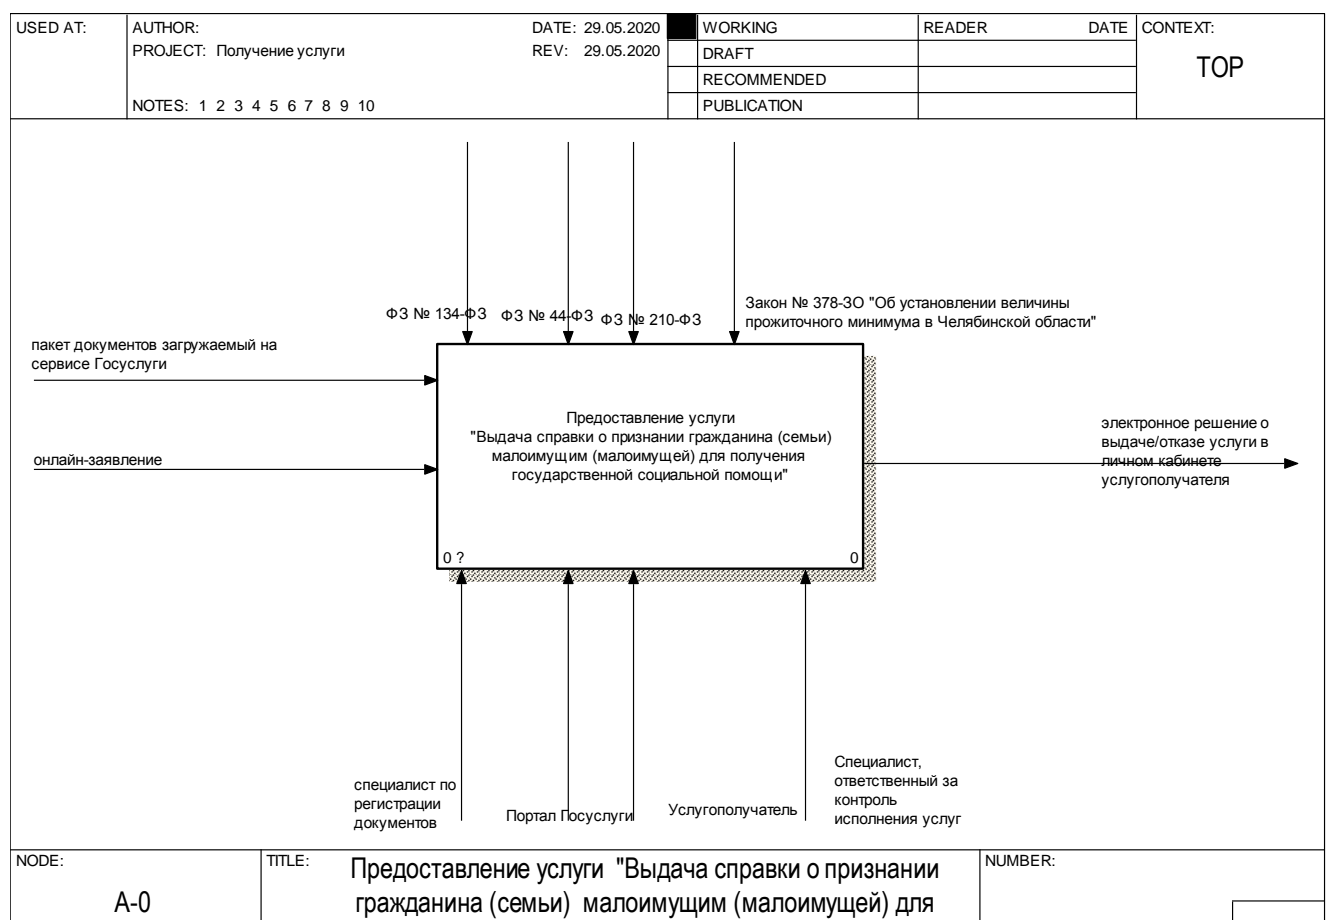 USED AT:
AUTHOR:
DATE: 29.05.2020
PROJECT: Получение услуги
REV: 29.05.2020
NOTES: 1 2 3 4 5 6 7 8 9 10
WORKING
DRAFT
RECOMMENDED
PUBLICATION
READER
DATE
CONTEXT:
TOP
ФЗ № 134-ФЗ
ФЗ № 44-ФЗ
ФЗ № 210-ФЗ
Закон № 378-ЗО "Об установлении величины
прожиточного минимума в Челябинской области"
пакет документов загружаемый на
сервисе Госуслуги
онлайн-заявление
Предоставление услуги
"Выдача справки о признании гражданина (семьи)
малоимущим (малоимущей) для получения
государственной социальной помощи"
0 ?
0
электронное решение о
выдаче/отказе услуги в
личном кабинете
услугополучателя
специалист по
регистрации
документов
Портал Госуслуги
Услугополучатель
Специалист,
ответственный за
контроль
исполнения услуг
NODE:
A-0
TITLE:
Предоставление услуги "Выдача справки о признании
гражданина (семьи) малоимущим (малоимущей) для
NUMBER: